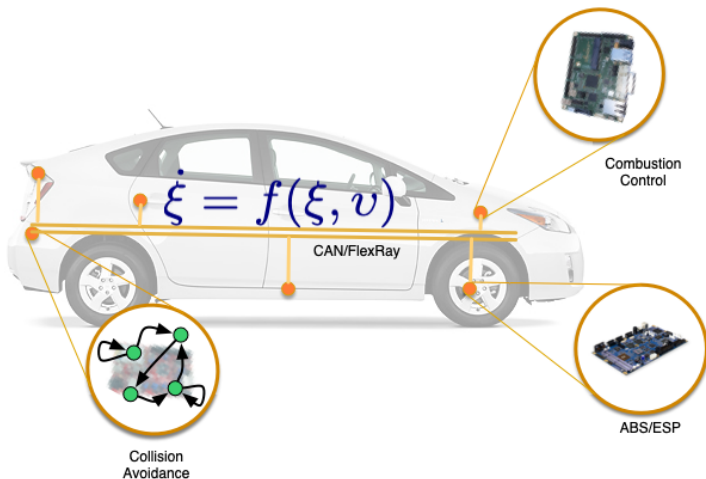 Combustion
Control
ξ̇ = f(ξ, υ)
CAN/FlexRay
ABS/ESP
Collision
Avoidance